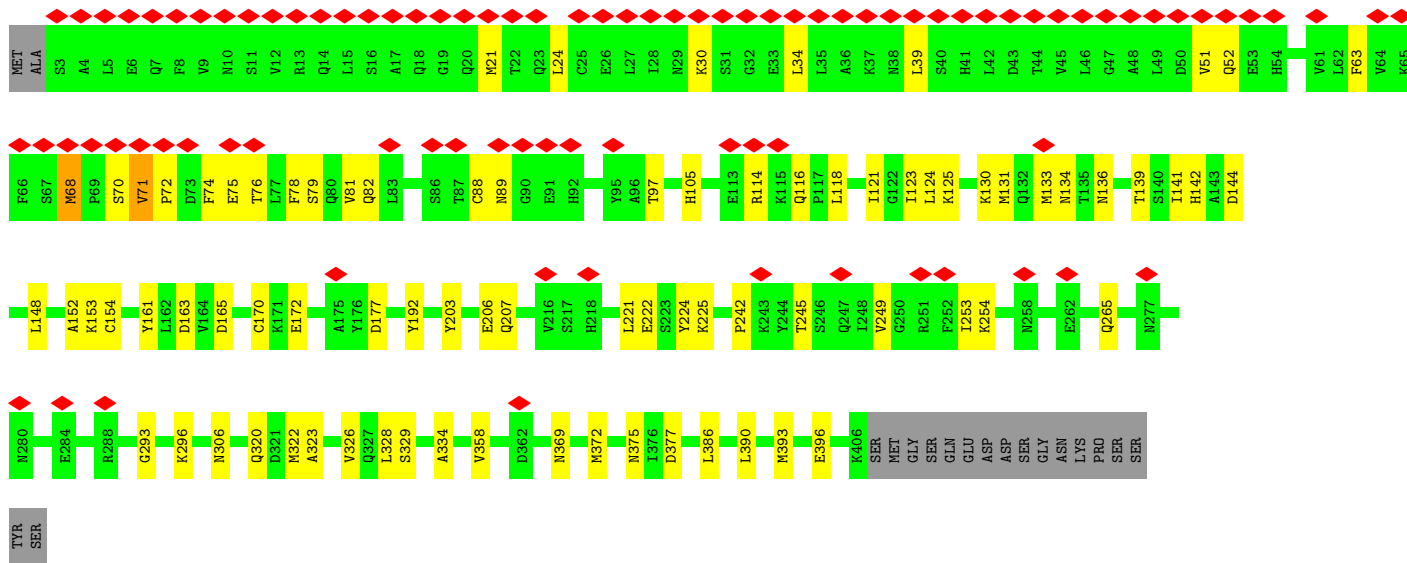 MET ALA S3 A4 L5 E6 Q7 F8 V9 N10 S11 V12 R13 Q14 L15 S16 A17 Q18 G19 Q20 M21 T22 Q23 L24 C25 E26 L27 I28 N29 K30 S31 G32 E33 L34 L35 A36 K37 N38 L39 S40 H41 L42 D43 T44 V45 L46 G47 A48 L49 D50 V51 Q52 E53 H54 V61 L62 F63 V64 K65
F66 S67 M68 P69 S70 V71 P72 D73 F74 E75 T76 L77 F78 S79 Q80 V81 Q82 L83 S86 T87 C88 N89 G90 E91 H92 Y95 A96 T97 H105 E113 R114 K115 Q116 P117 L118 I121 G122 I123 L124 K125 K130 M131 Q132 M133 N134 T135 N136 T139 S140 I141 H142 A143 D144
L148 A152 K153 C154 Y161 L162 D163 V164 D165 C170 K171 E172 A175 Y176 D177 Y192 Y203 E206 Q207 V216 S217 H218 L221 E222 S223 Y224 K225 P242 K243 Y244 T245 S246 Q247 I248 V249 G250 R251 F252 I253 K254 N258 E262 Q265 N277
N280 E284 R288 G293 K296 N306 Q320 D321 M322 A323 V326 Q327 L328 S329 A334 V358 D362 N369 M372 N375 I376 D377 L386 L390 M393 E396 K406 SER MET GLY SER GLN GLU ASP ASP SER GLY ASN LYS PRO SER SER
TYR SER